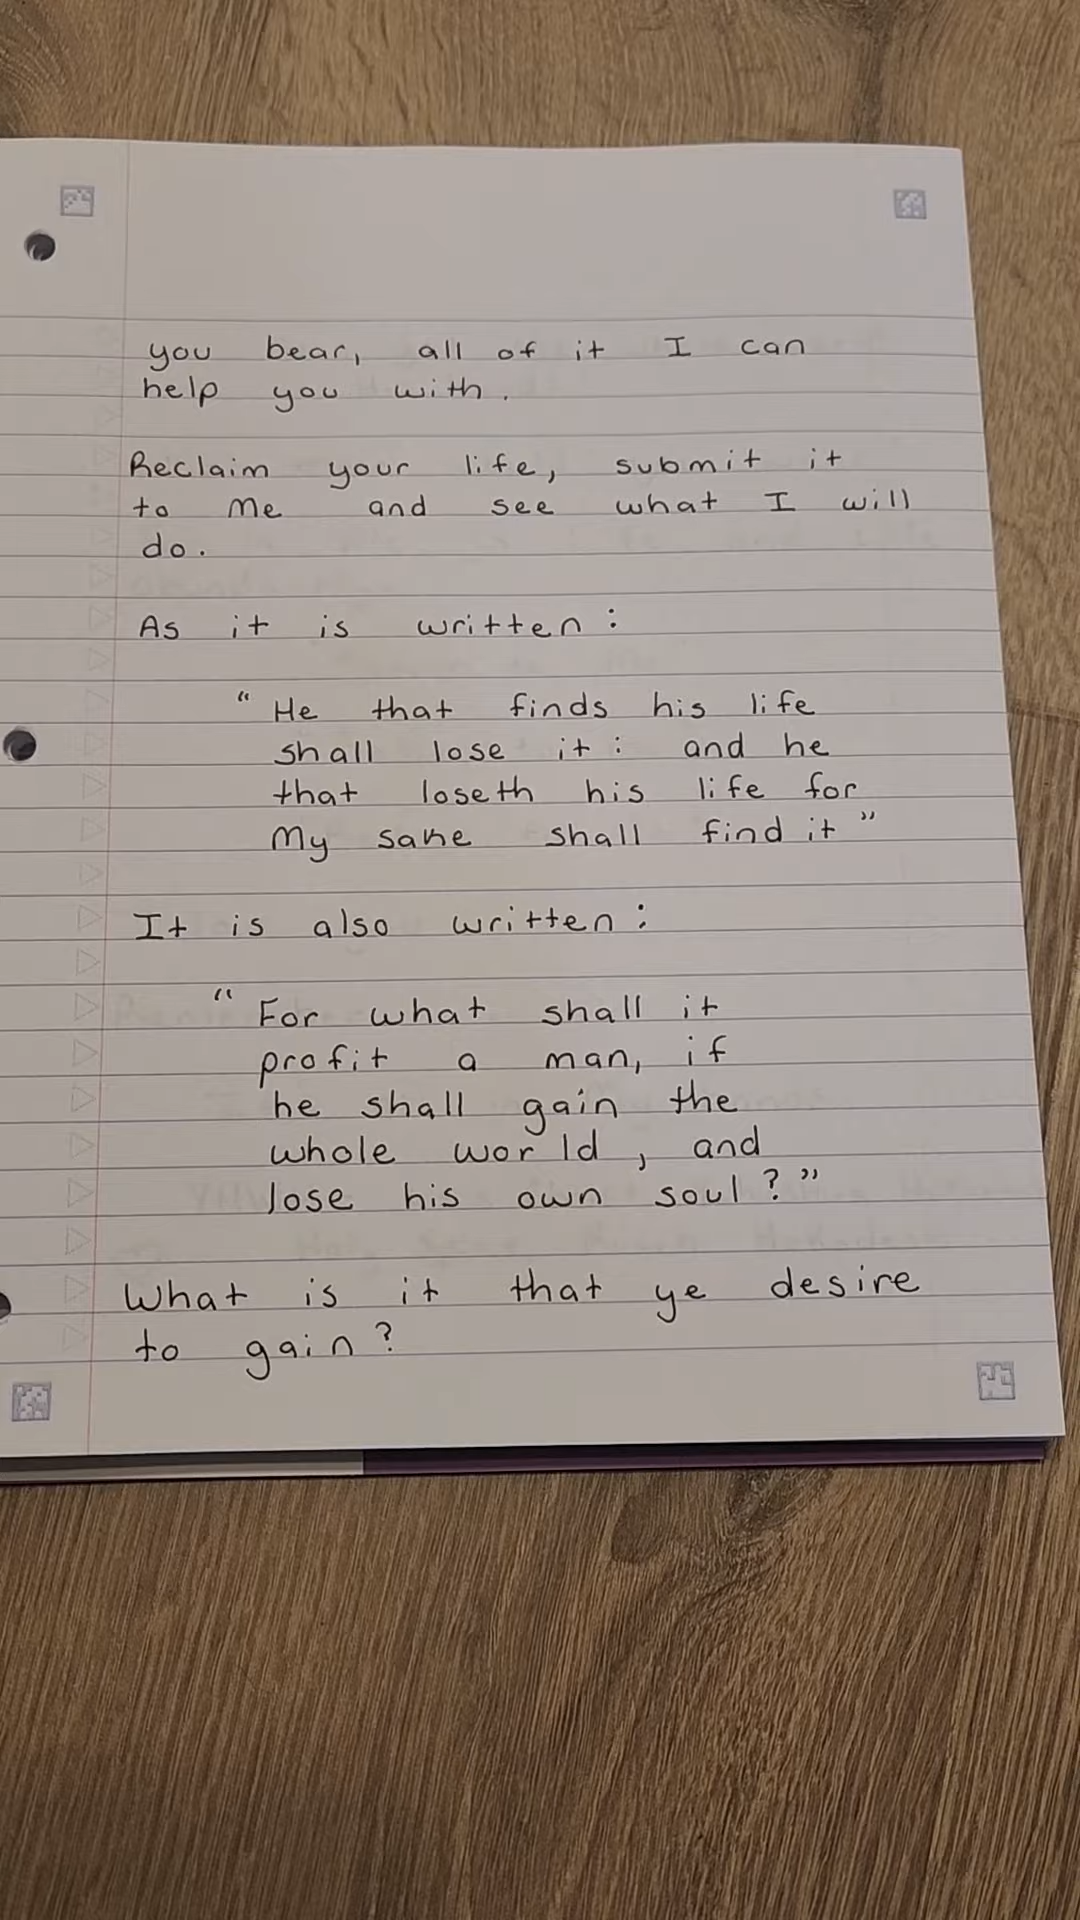 you bear, all of it I can
help you with.
Reclaim your life, submit it
to Me and see what I will
do.
As it is written:
"He that finds his life
shall lose it: and he
that loseth his life for
My sake shall find it"
It is also written:
"For what shall it
profit a man, if
he shall gain the
whole world, and
lose his own soul?"
What is it that ye desire
to gain?